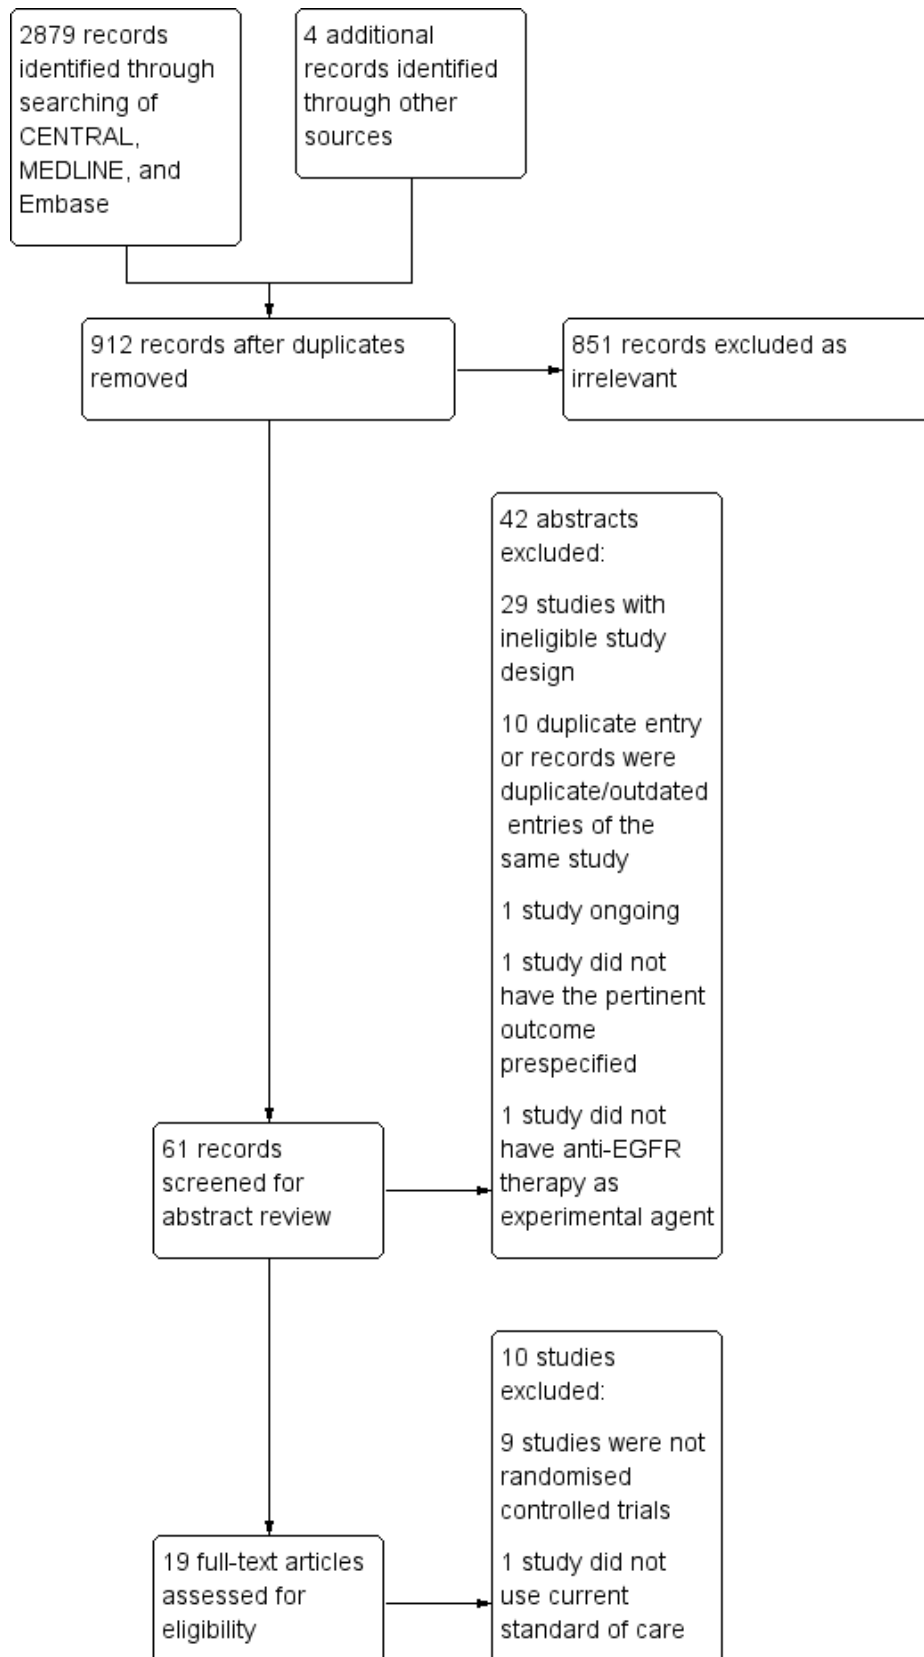 2879 records
identified through
searching of
CENTRAL,
MEDLINE, and
Embase
4 additional
records identified
through other
sources
912 records after duplicates
removed
851 records excluded as
irrelevant
42 abstracts
excluded:
29 studies with
ineligible study
design
10 duplicate entry
or records were
duplicate/outdated
entries of the
same study
1 study ongoing
1 study did not
have the pertinent
outcome
prespecified
1 study did not
have anti-EGFR
therapy as
experimental agent
61 records
screened for
abstract review
10 studies
excluded:
9 studies were not
randomised
controlled trials
1 study did not
use current
standard of care
19 full-text articles
assessed for
eligibility